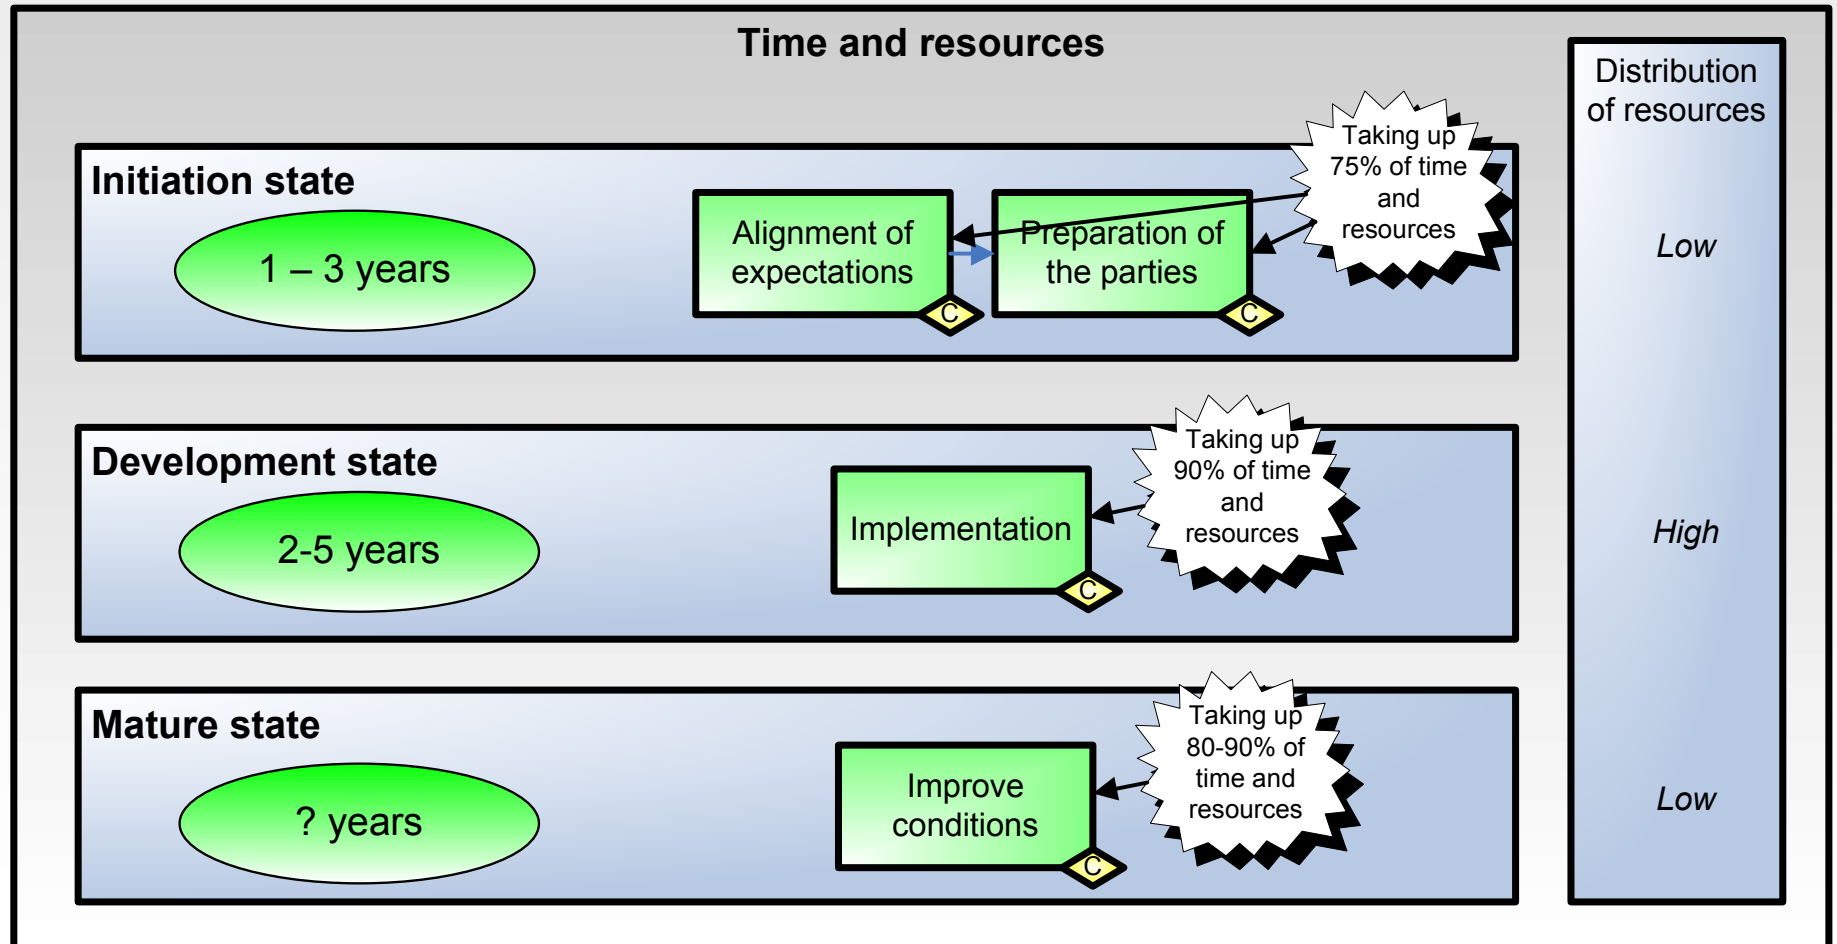 Time and resources
Distribution
of resources
Initiation state
1 – 3 years
Alignment of
expectations
C
Preparation of
the parties
C
Taking up
75% of time
and
resources
Low
Development state
2-5 years
Implementation
C
Taking up
90% of time
and
resources
High
Mature state
? years
Improve
conditions
C
Taking up
80-90% of
time and
resources
Low